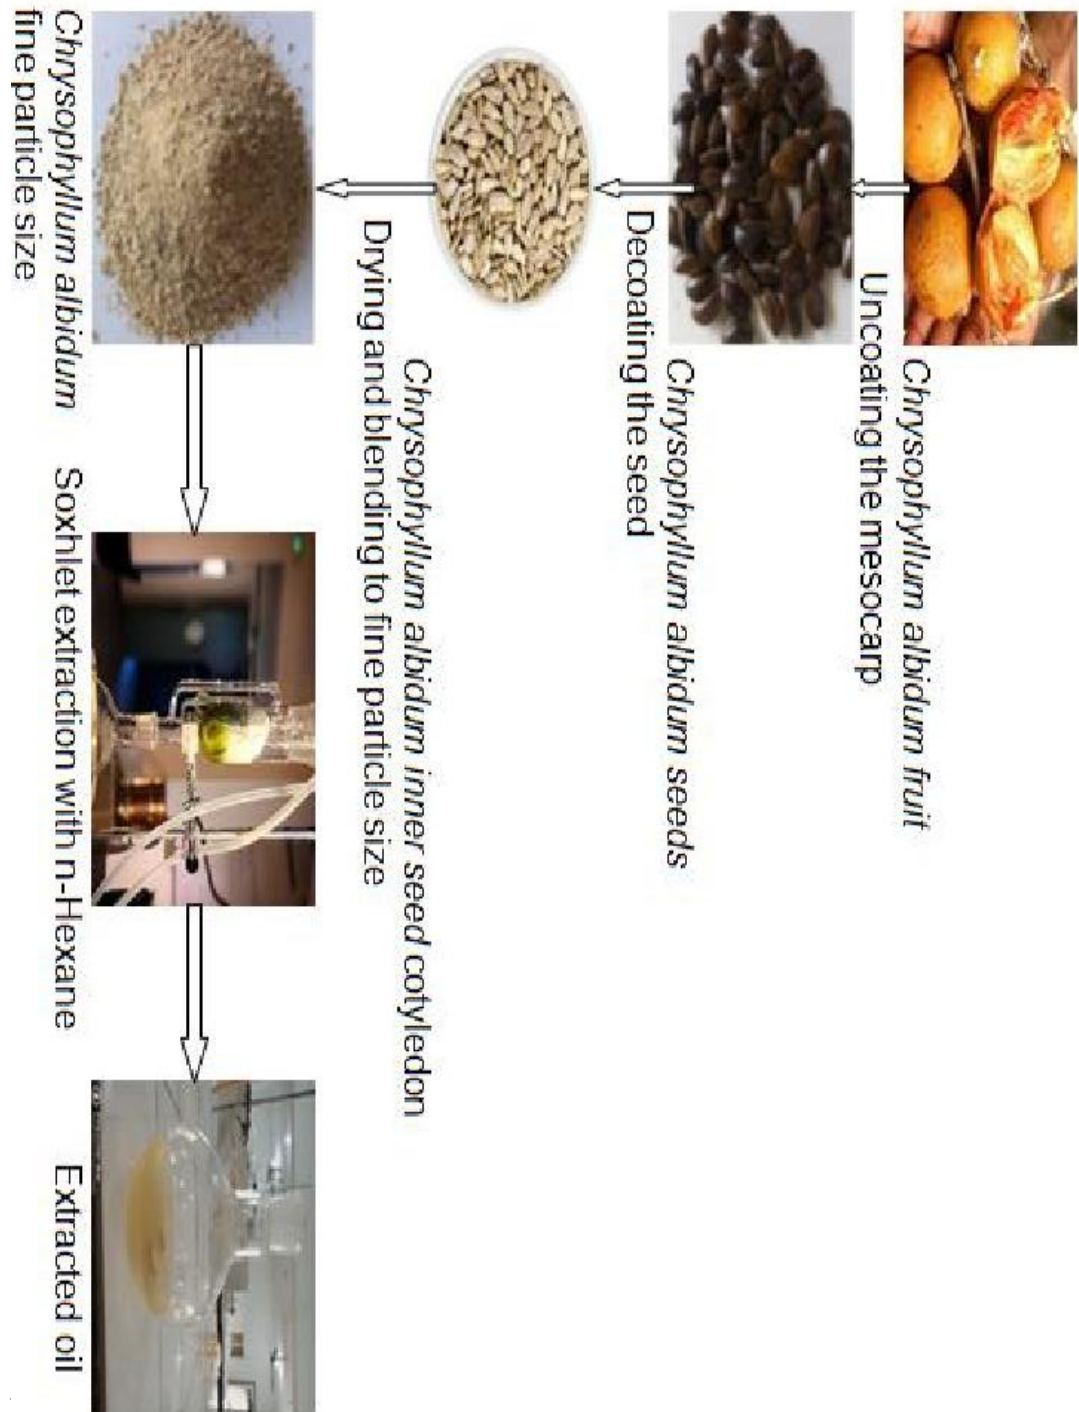 Chrysophyllum albidum fruit
Uncoating the mesocarp
Chrysophyllum albidum seeds
Decoating the seed
Chrysophyllum albidum inner seed cotyledon
Drying and blending to fine particle size
Chrysophyllum albidum
fine particle size
Soxhlet extraction with n-Hexane
Extracted oil